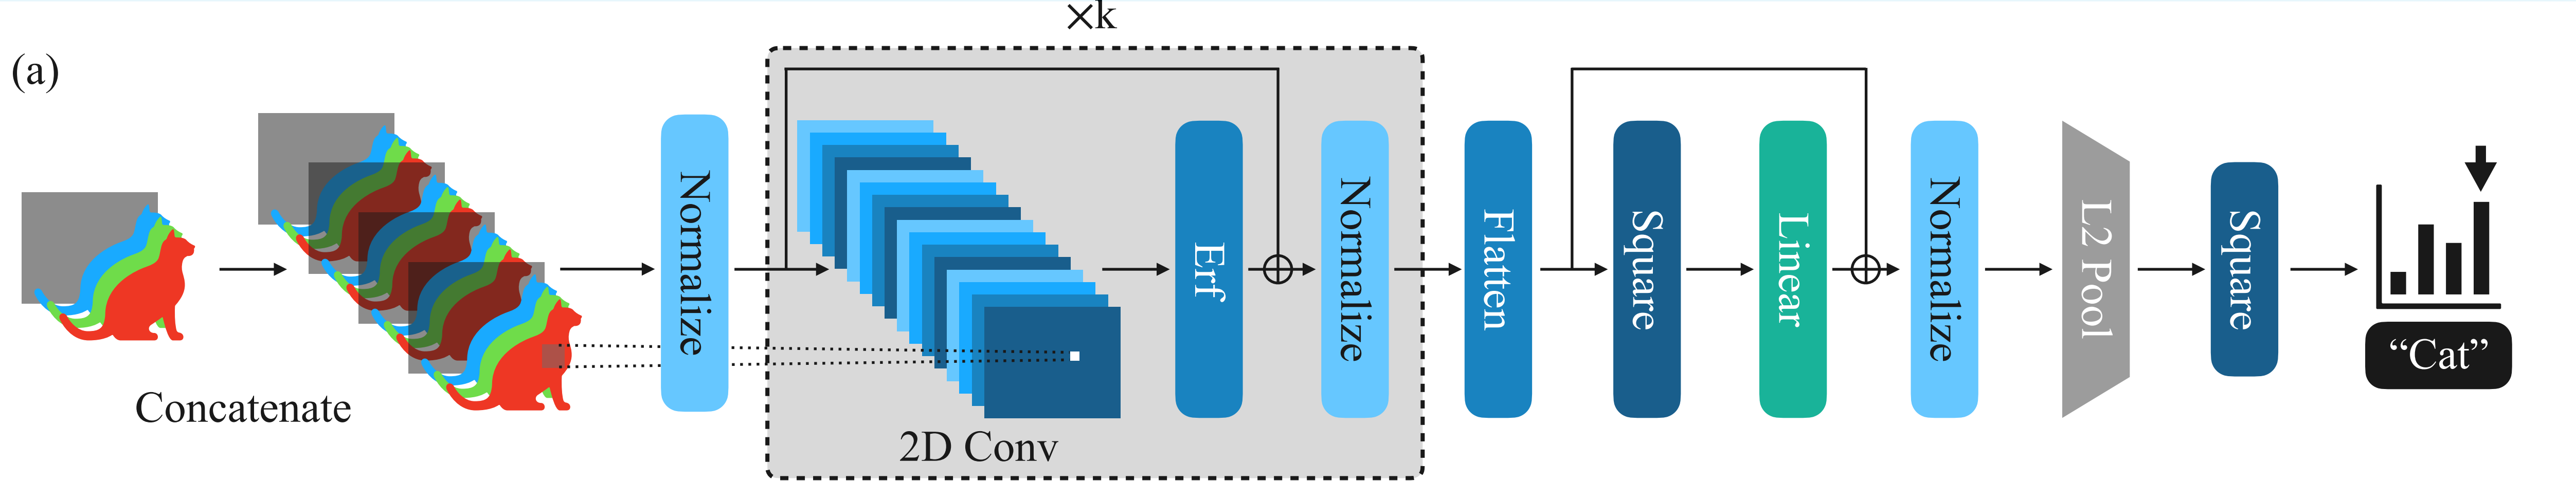 ×k
(a)
Concatenate
Normalize
2D Conv
Erf
Normalize
Flatten
Square
Linear
Normalize
L2 Pool
Square
“Cat”